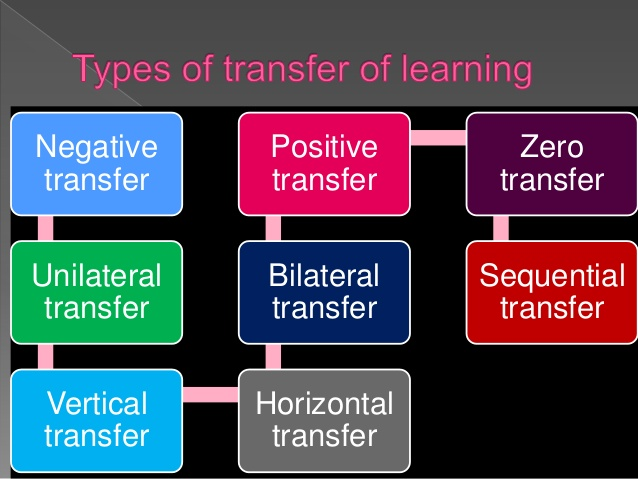 Types of transfer of learning
Negative
transfer
Unilateral
transfer
Vertical
transfer
Horizontal
transfer
Bilateral
transfer
Positive
transfer
Zero
transfer
Sequential
transfer